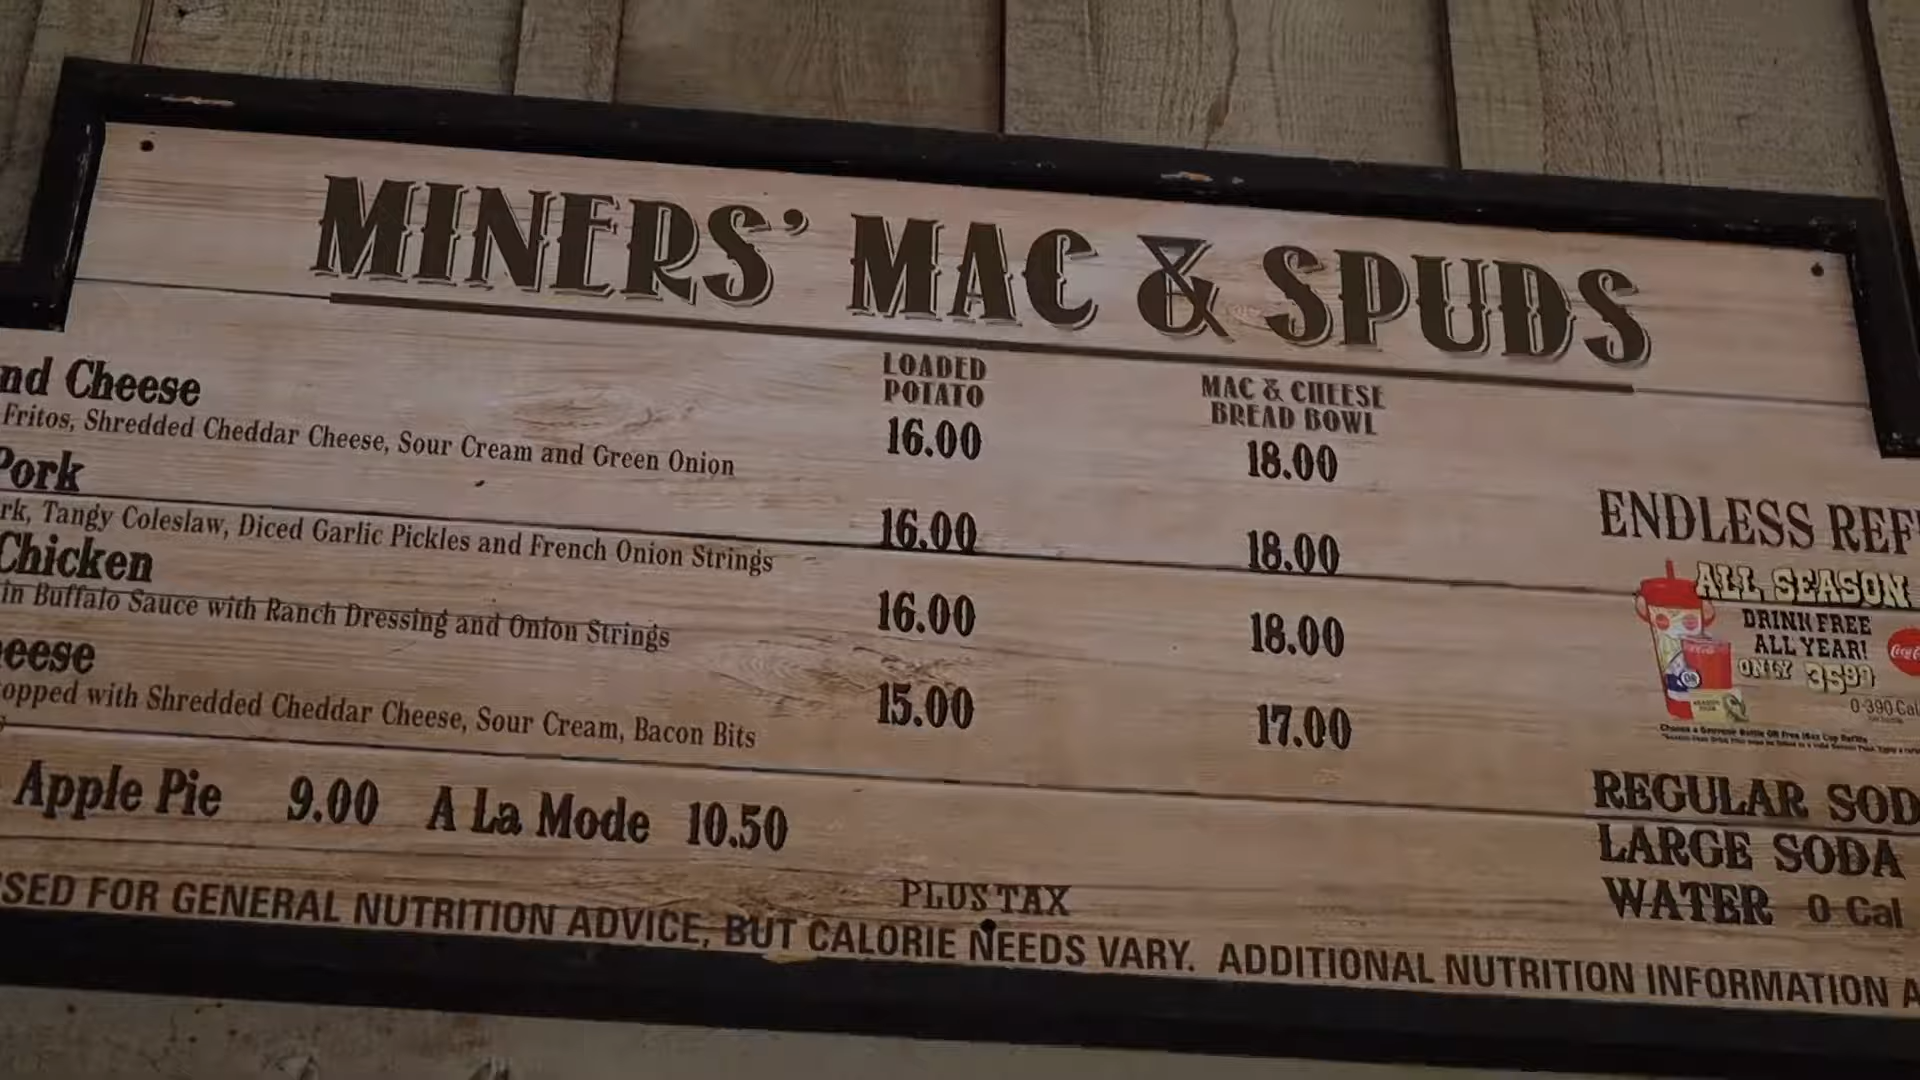 MINERS' MAC & SPUDS
LOADED
POTATO
MAC & CHEESE
BREAD BOWL
nd Cheese
16.00
18.00
Fritos, Shredded Cheddar Cheese, Sour Cream and Green Onion
Pork
16.00
18.00
rk, Tangy Coleslaw, Diced Garlic Pickles and French Onion Strings
Chicken
16.00
18.00
in Buffalo Sauce with Ranch Dressing and Onion Strings
eese
15.00
17.00
opped with Shredded Cheddar Cheese, Sour Cream, Bacon Bits
Apple Pie 9.00 A La Mode 10.50
ENDLESS REF
ALL SEASON
DRINK FREE
ALL YEAR!
ONLY 35.99
0-390 Cal
REGULAR SOD
LARGE SODA
WATER 0 Cal
PLUS TAX
SED FOR GENERAL NUTRITION ADVICE, BUT CALORIE NEEDS VARY. ADDITIONAL NUTRITION INFORMATION A